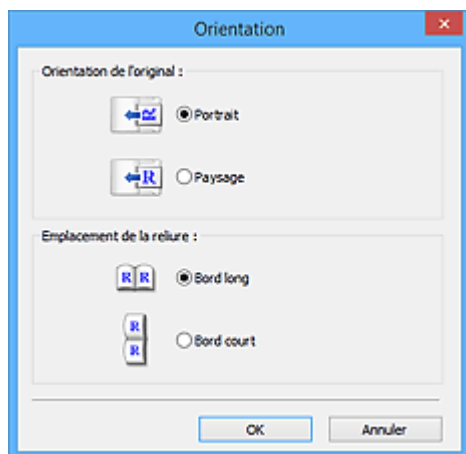 Orientation
Orientation de l'original :
R
Portrait
R
Paysage
Emplacement de la reliure :
R R
Bord long
R
R
Bord court
OK Annuler